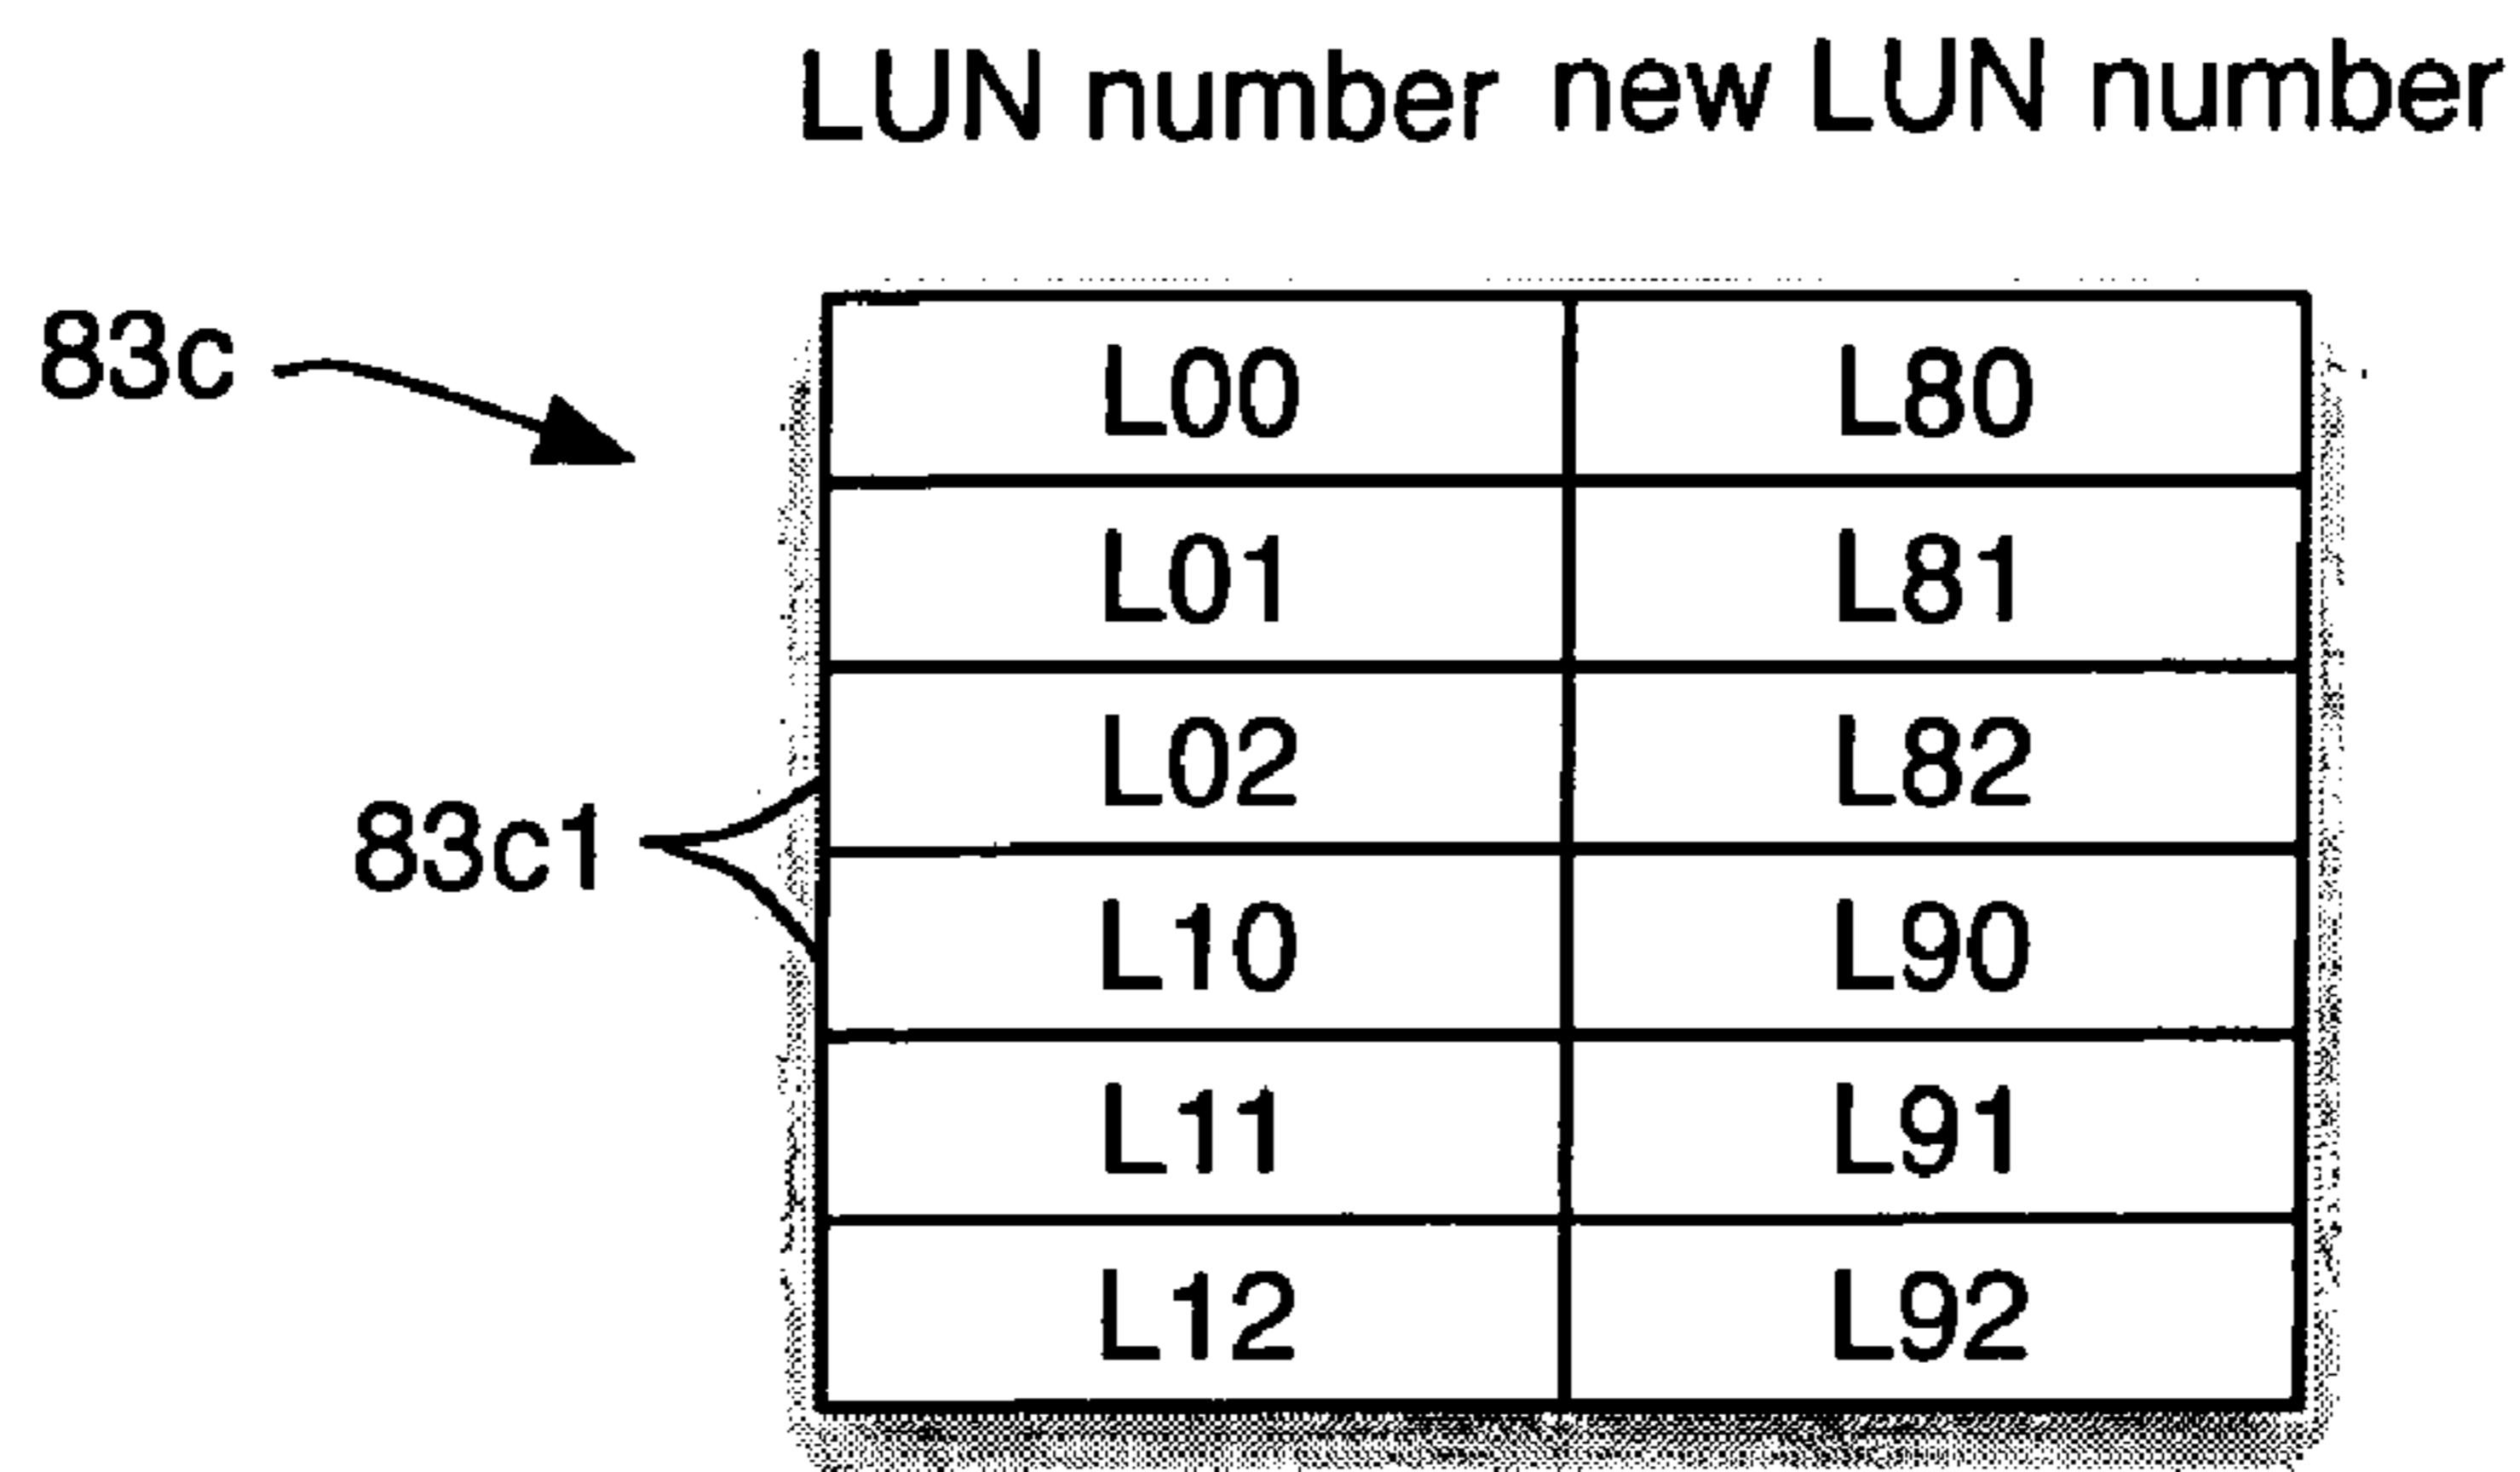 LUN number new LUN number
83c
L00 L80
L01 L81
L02 L82
83c1
L10 L90
L11 L91
L12 L92